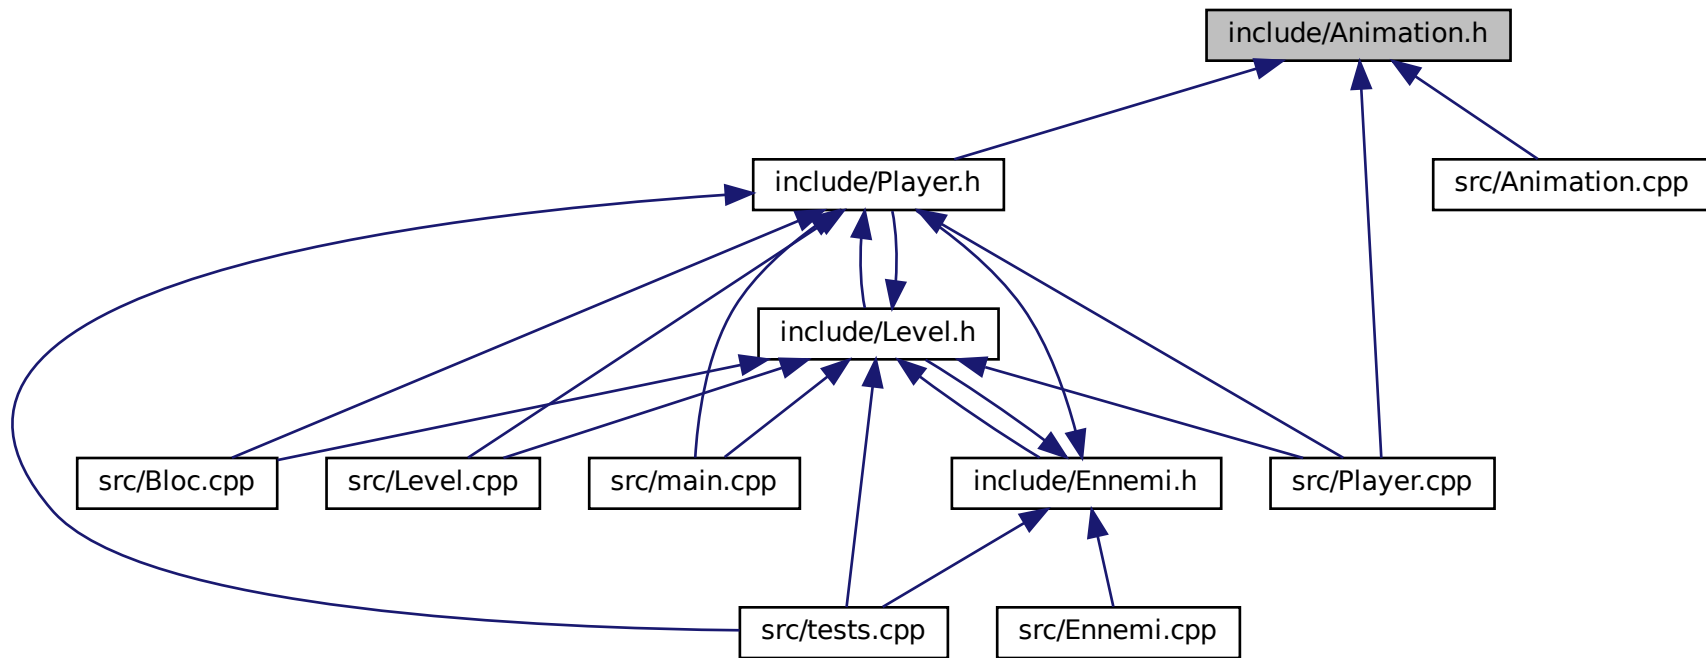 include/Animation.h
include/Player.h
src/Animation.cpp
include/Level.h
src/Bloc.cpp
src/Level.cpp
src/main.cpp
include/Ennemi.h
src/Player.cpp
src/tests.cpp
src/Ennemi.cpp